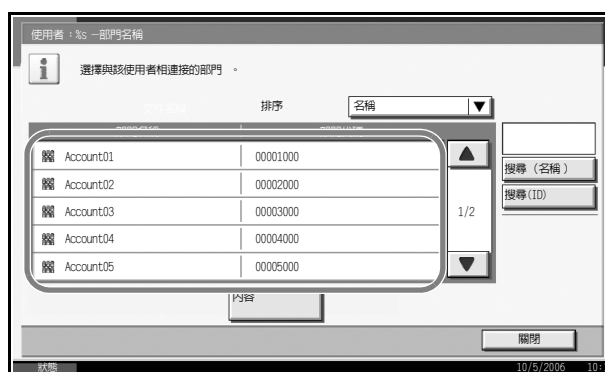 使用者：%s －部門名稱
選擇與該使用者相連接的部門 。
排序 名稱
Account01 00001000
Account02 00002000
Account03 00003000
Account04 00004000
Account05 00005000
1/2
搜尋（名稱）
搜尋(ID)
內容
關閉
狀態 10/5/2006 10: